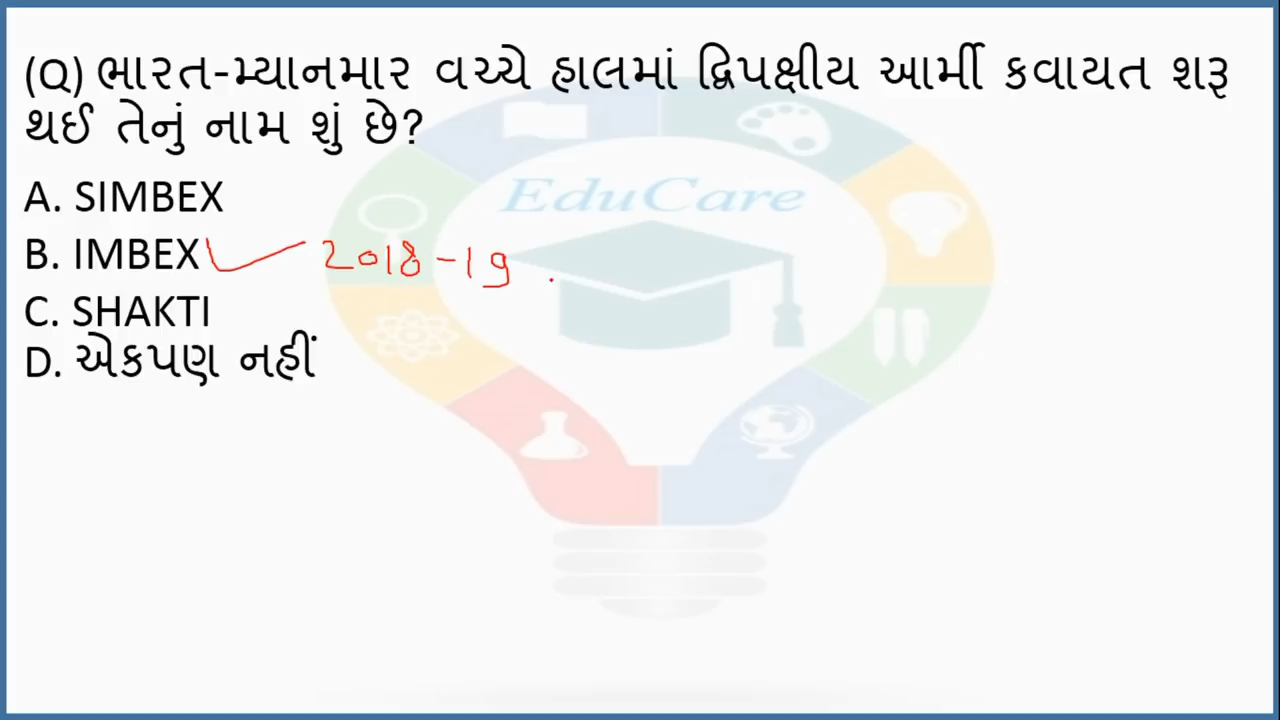 (Q) ભારત-મ્યાનમાર વચ્ચે હાલમાં દ્વિપક્ષીય આર્મી કવાયત શરૂ
થઈ તેનું નામ શું છે?
EduCare
A. SIMBEX
B. IMBEX 2018-19
C. SHAKTI
D. એકપણ નહીં